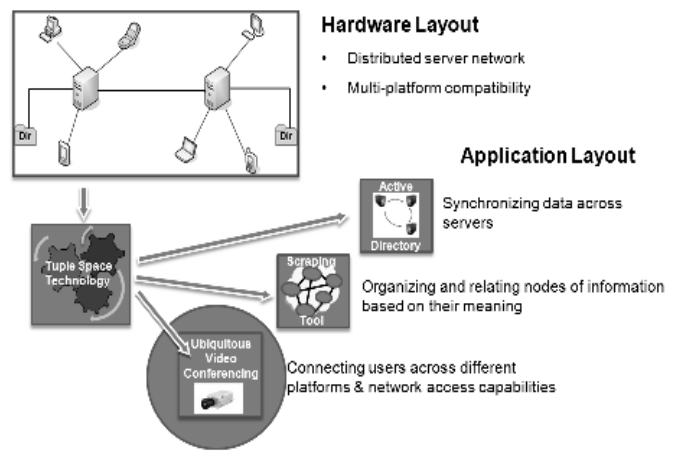 Hardware Layout
• Distributed server network
• Multi-platform compatibility
Dir
Dir
Application Layout
Active
Directory
Synchronizing data across
servers
Tuple Space
Technology
Scraping
Tool
Organizing and relating nodes of information
based on their meaning
Ubiquitous
Video
Conferencing
Connecting users across different
platforms & network access capabilities